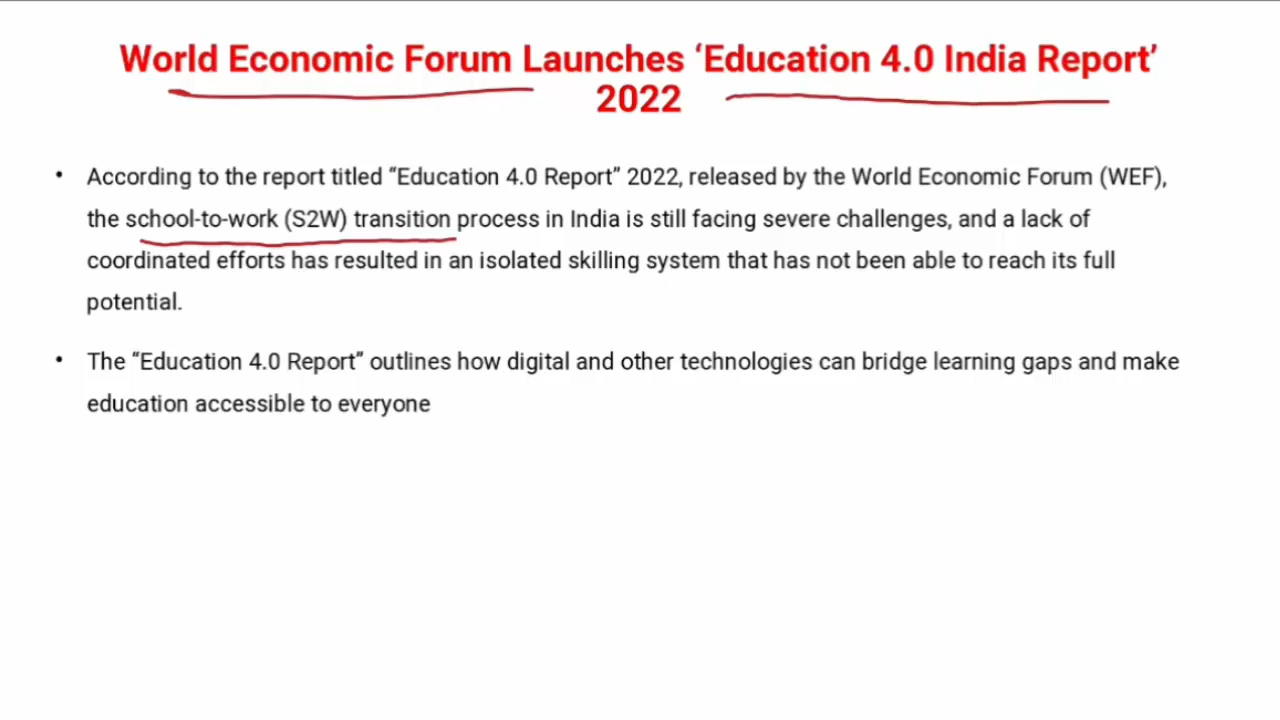 World Economic Forum Launches ‘Education 4.0 India Report’
2022
• According to the report titled “Education 4.0 Report” 2022, released by the World Economic Forum (WEF),
the school-to-work (S2W) transition process in India is still facing severe challenges, and a lack of
coordinated efforts has resulted in an isolated skilling system that has not been able to reach its full
potential.
• The “Education 4.0 Report” outlines how digital and other technologies can bridge learning gaps and make
education accessible to everyone